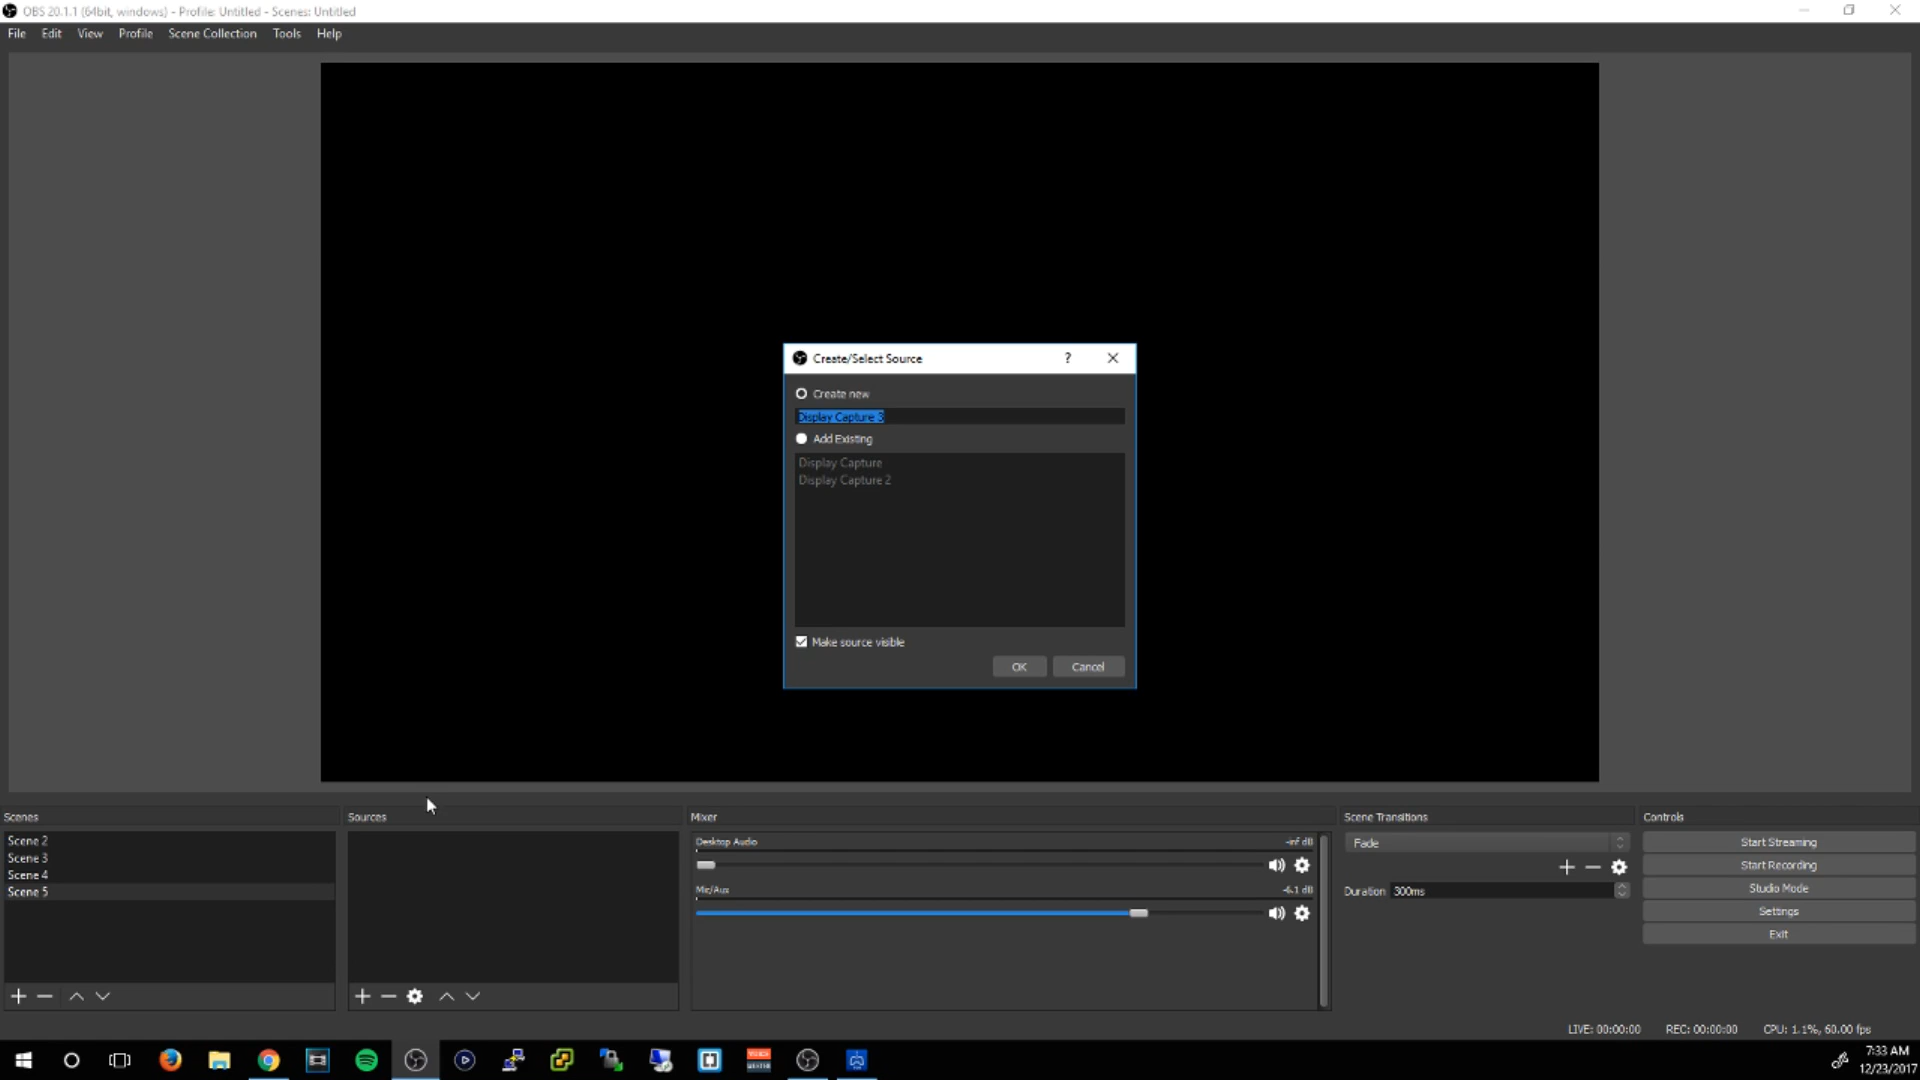 OBS 20.1.1 (64bit, windows) - Profile: Untitled - Scenes: Untitled
File Edit View Profile Scene Collection Tools Help
Create/Select Source ?
Create new
Display Capture 3
Add Existing
Display Capture
Display Capture 2
Make source visible
OK Cancel
Scenes
Scene 2
Scene 3
Scene 4
Scene 5
Sources
Mixer
Desktop Audio -inf dB
Mic/Aux -6.1 dB
Scene Transitions
Fade
Duration 300ms
Controls
Start Streaming
Start Recording
Studio Mode
Settings
Exit
LIVE: 00:00:00 REC: 00:00:00 CPU: 1.1%, 60.00 fps
7:33 AM
12/23/2017